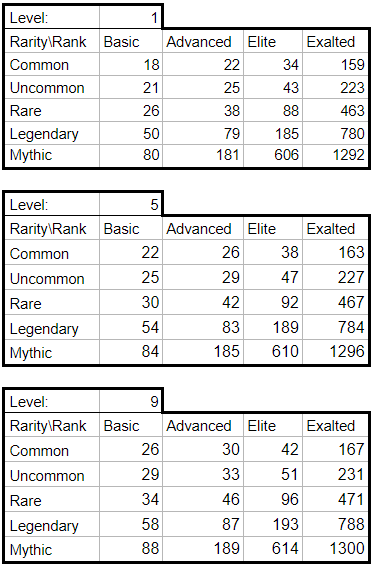 Level: 1
Rarity\Rank Basic Advanced Elite Exalted
Common 18 22 34 159
Uncommon 21 25 43 223
Rare 26 38 88 463
Legendary 50 79 185 780
Mythic 80 181 606 1292
Level: 5
Rarity\Rank Basic Advanced Elite Exalted
Common 22 26 38 163
Uncommon 25 29 47 227
Rare 30 42 92 467
Legendary 54 83 189 784
Mythic 84 185 610 1296
Level: 9
Rarity\Rank Basic Advanced Elite Exalted
Common 26 30 42 167
Uncommon 29 33 51 231
Rare 34 46 96 471
Legendary 58 87 193 788
Mythic 88 189 614 1300